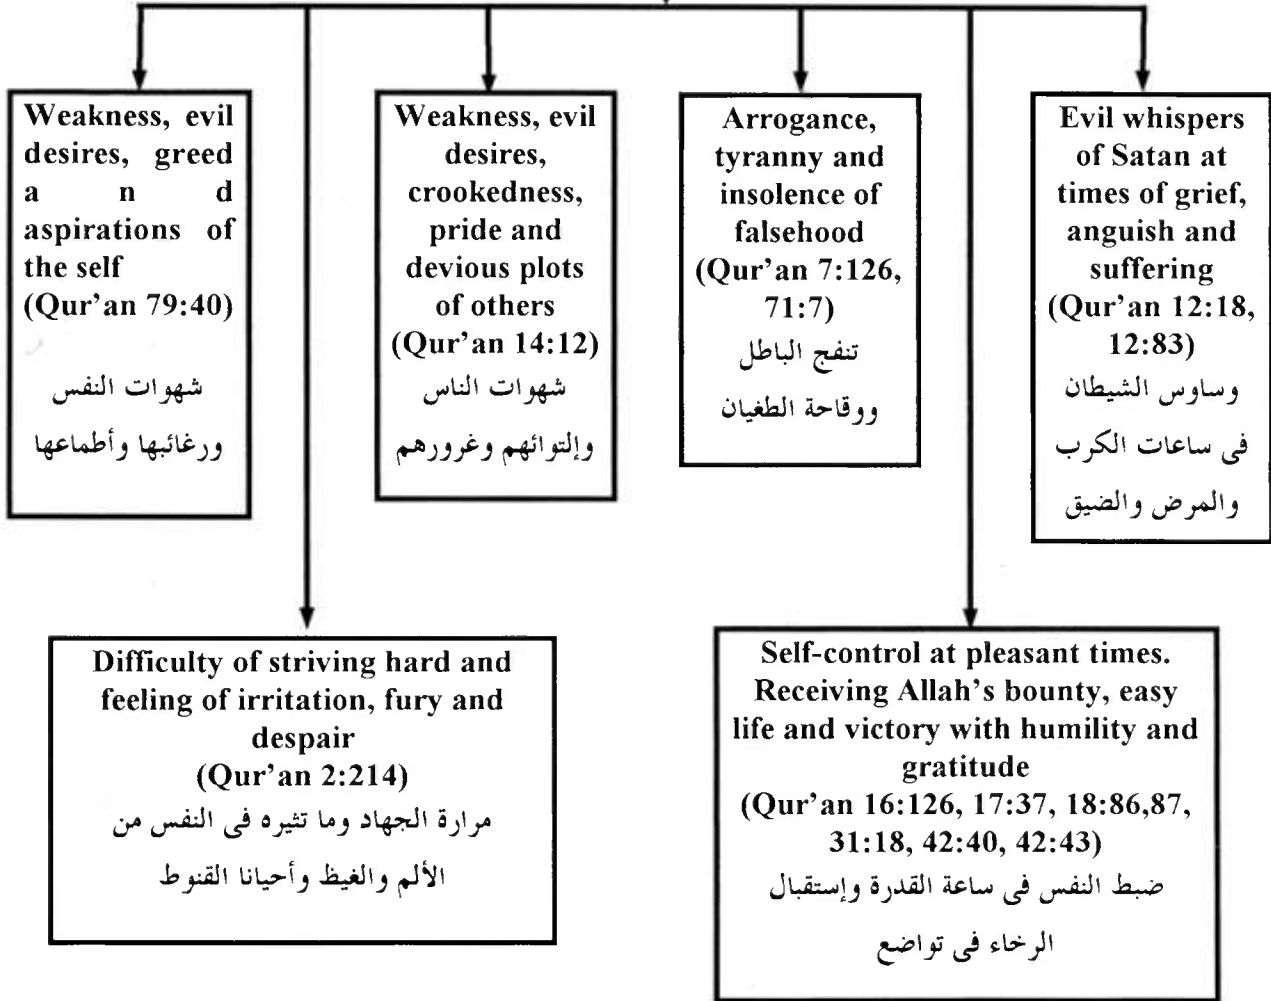 Weakness, evil
desires, greed
a n d
aspirations of
the self
(Qur’an 79:40)
شهوات النفس
ورغائبها وأطماعها
Weakness, evil
desires,
crookedness,
pride and
devious plots
of others
(Qur’an 14:12)
شهوات الناس
وإلتوائهم وغرورهم
Arrogance,
tyranny and
insolence of
falsehood
(Qur’an 7:126,
71:7)
تنفج الباطل
ووقاحة الطغيان
Evil whispers
of Satan at
times of grief,
anguish and
suffering
(Qur’an 12:18,
12:83)
وساوس الشيطان
فى ساعات الكرب
والمرض والضيق
Difficulty of striving hard and
feeling of irritation, fury and
despair
(Qur’an 2:214)
مرارة الجهاد وما تثيره فى النفس من
الألم والغيظ وأحيانا القنوط
Self-control at pleasant times.
Receiving Allah’s bounty, easy
life and victory with humility and
gratitude
(Qur’an 16:126, 17:37, 18:86,87,
31:18, 42:40, 42:43)
ضبط النفس فى ساعة القدرة وإستقبال
الرخاء فى تواضع